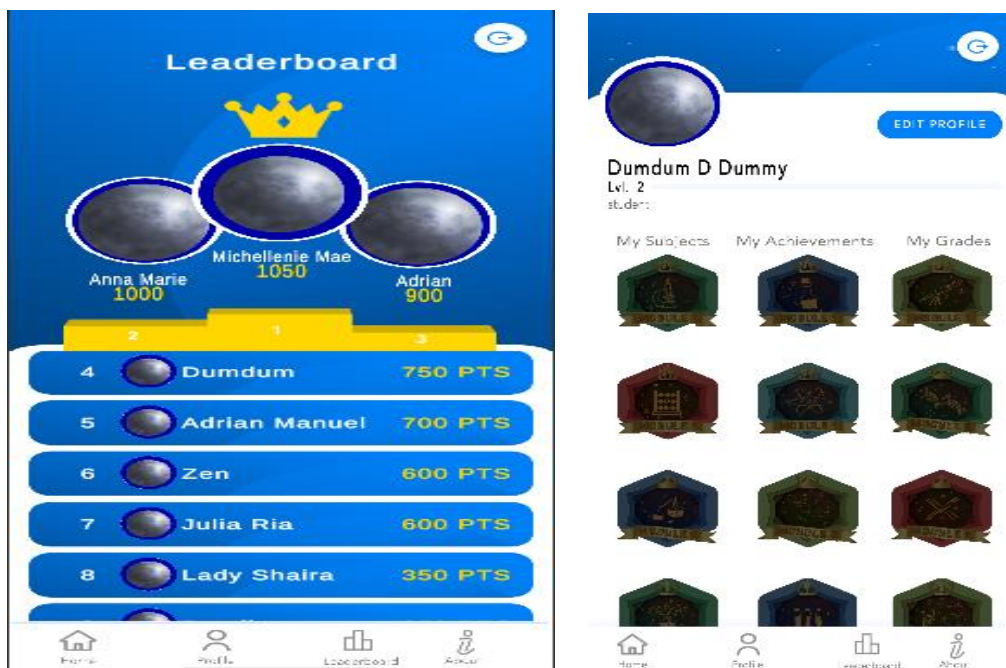 Leaderboard
Michellenie Mae
1050
Anna Marie
1000
Adrian
900
2
1
3
4 Dumdum 750 PTS
5 Adrian Manuel 700 PTS
6 Zen 600 PTS
7 Julia Ria 600 PTS
8 Lady Shaira 350 PTS
Home Profile Leaderboard About
EDIT PROFILE
Dumdum D Dummy
Lvl. 2
student
My Subjects My Achievements My Grades
Home Profile Leaderboard About